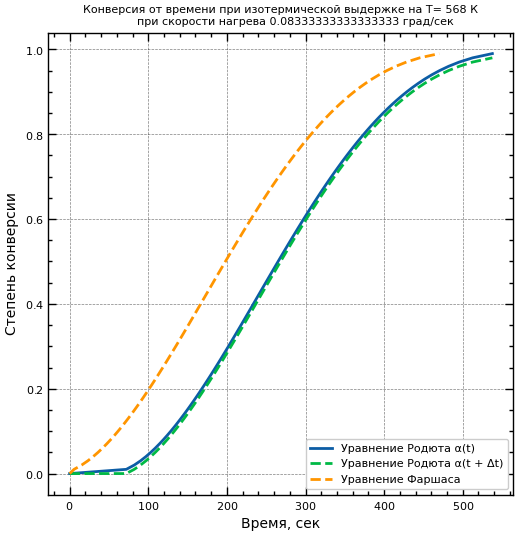 Конверсия от времени при изотермической выдержке на T= 568 K
при скорости нагрева 0.08333333333333333 град/сек
Степень конверсии
1.0
0.8
0.6
0.4
0.2
0.0
0 100 200 300 400 500
Время, сек
Уравнение Родюта α(t)
Уравнение Родюта α(t + Δt)
Уравнение Фаршаса